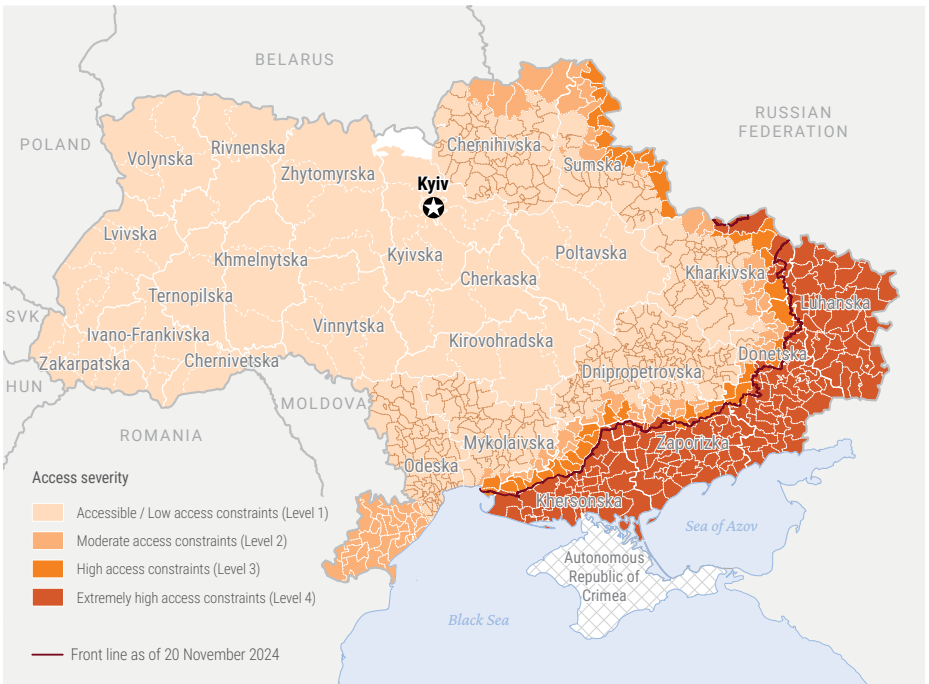 BELARUS
RUSSIAN
FEDERATION
POLAND
Volynska
Rivnenska
Zhytomyrska
Chernihivska
Sumska
Kyiv
Lvivska
Khmelnytska
Kyivska
Cherkaska
Poltavska
Kharkivska
Ternopilska
Luhanska
SVK
Ivano-Frankivska
Vinnytska
Kirovohradska
Donetska
Zakarpatska
Chernivetska
Dnipropetrovska
HUN
MOLDOVA
ROMANIA
Mykolaivska
Zaporizka
Odeska
Khersonska
Sea of Azov
Autonomous
Republic of
Crimea
Black Sea
Access severity
Accessible / Low access constraints (Level 1)
Moderate access constraints (Level 2)
High access constraints (Level 3)
Extremely high access constraints (Level 4)
Front line as of 20 November 2024